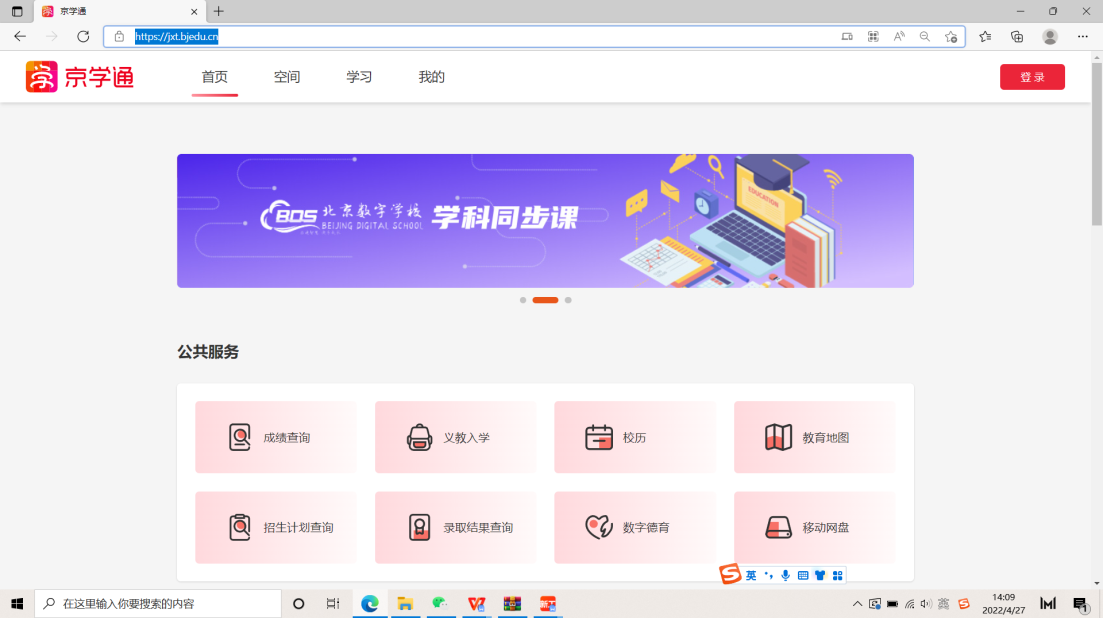 京学通
https://jxt.bjedu.cn
学 京学通
首页 空间 学习 我的
登录
BDS 北京数字学校 学科同步课
BEIJING DIGITAL SCHOOL
EDUCATION
公共服务
成绩查询 义教入学 校历 教育地图
招生计划查询 录取结果查询 数字德育 移动网盘
英
在这里输入你要搜索的内容
英
14:09
2022/4/27
1